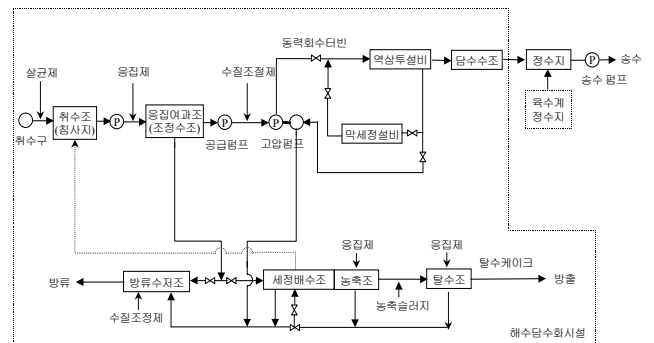 동력회수터빈
역삼투설비
담수수조
정수지
송수
송수 펌프
살균제
응집제
수질조절제
취수조
(침사지)
응집여과조
(조정수조)
취수구
공급펌프
고압펌프
막세정설비
육수계
정수지
P
P
P
P
응집제
응집제
탈수케이크
방류
방류수저조
세정배수조
농축조
탈수조
방출
농축슬러지
수질조정제
해수담수화시설